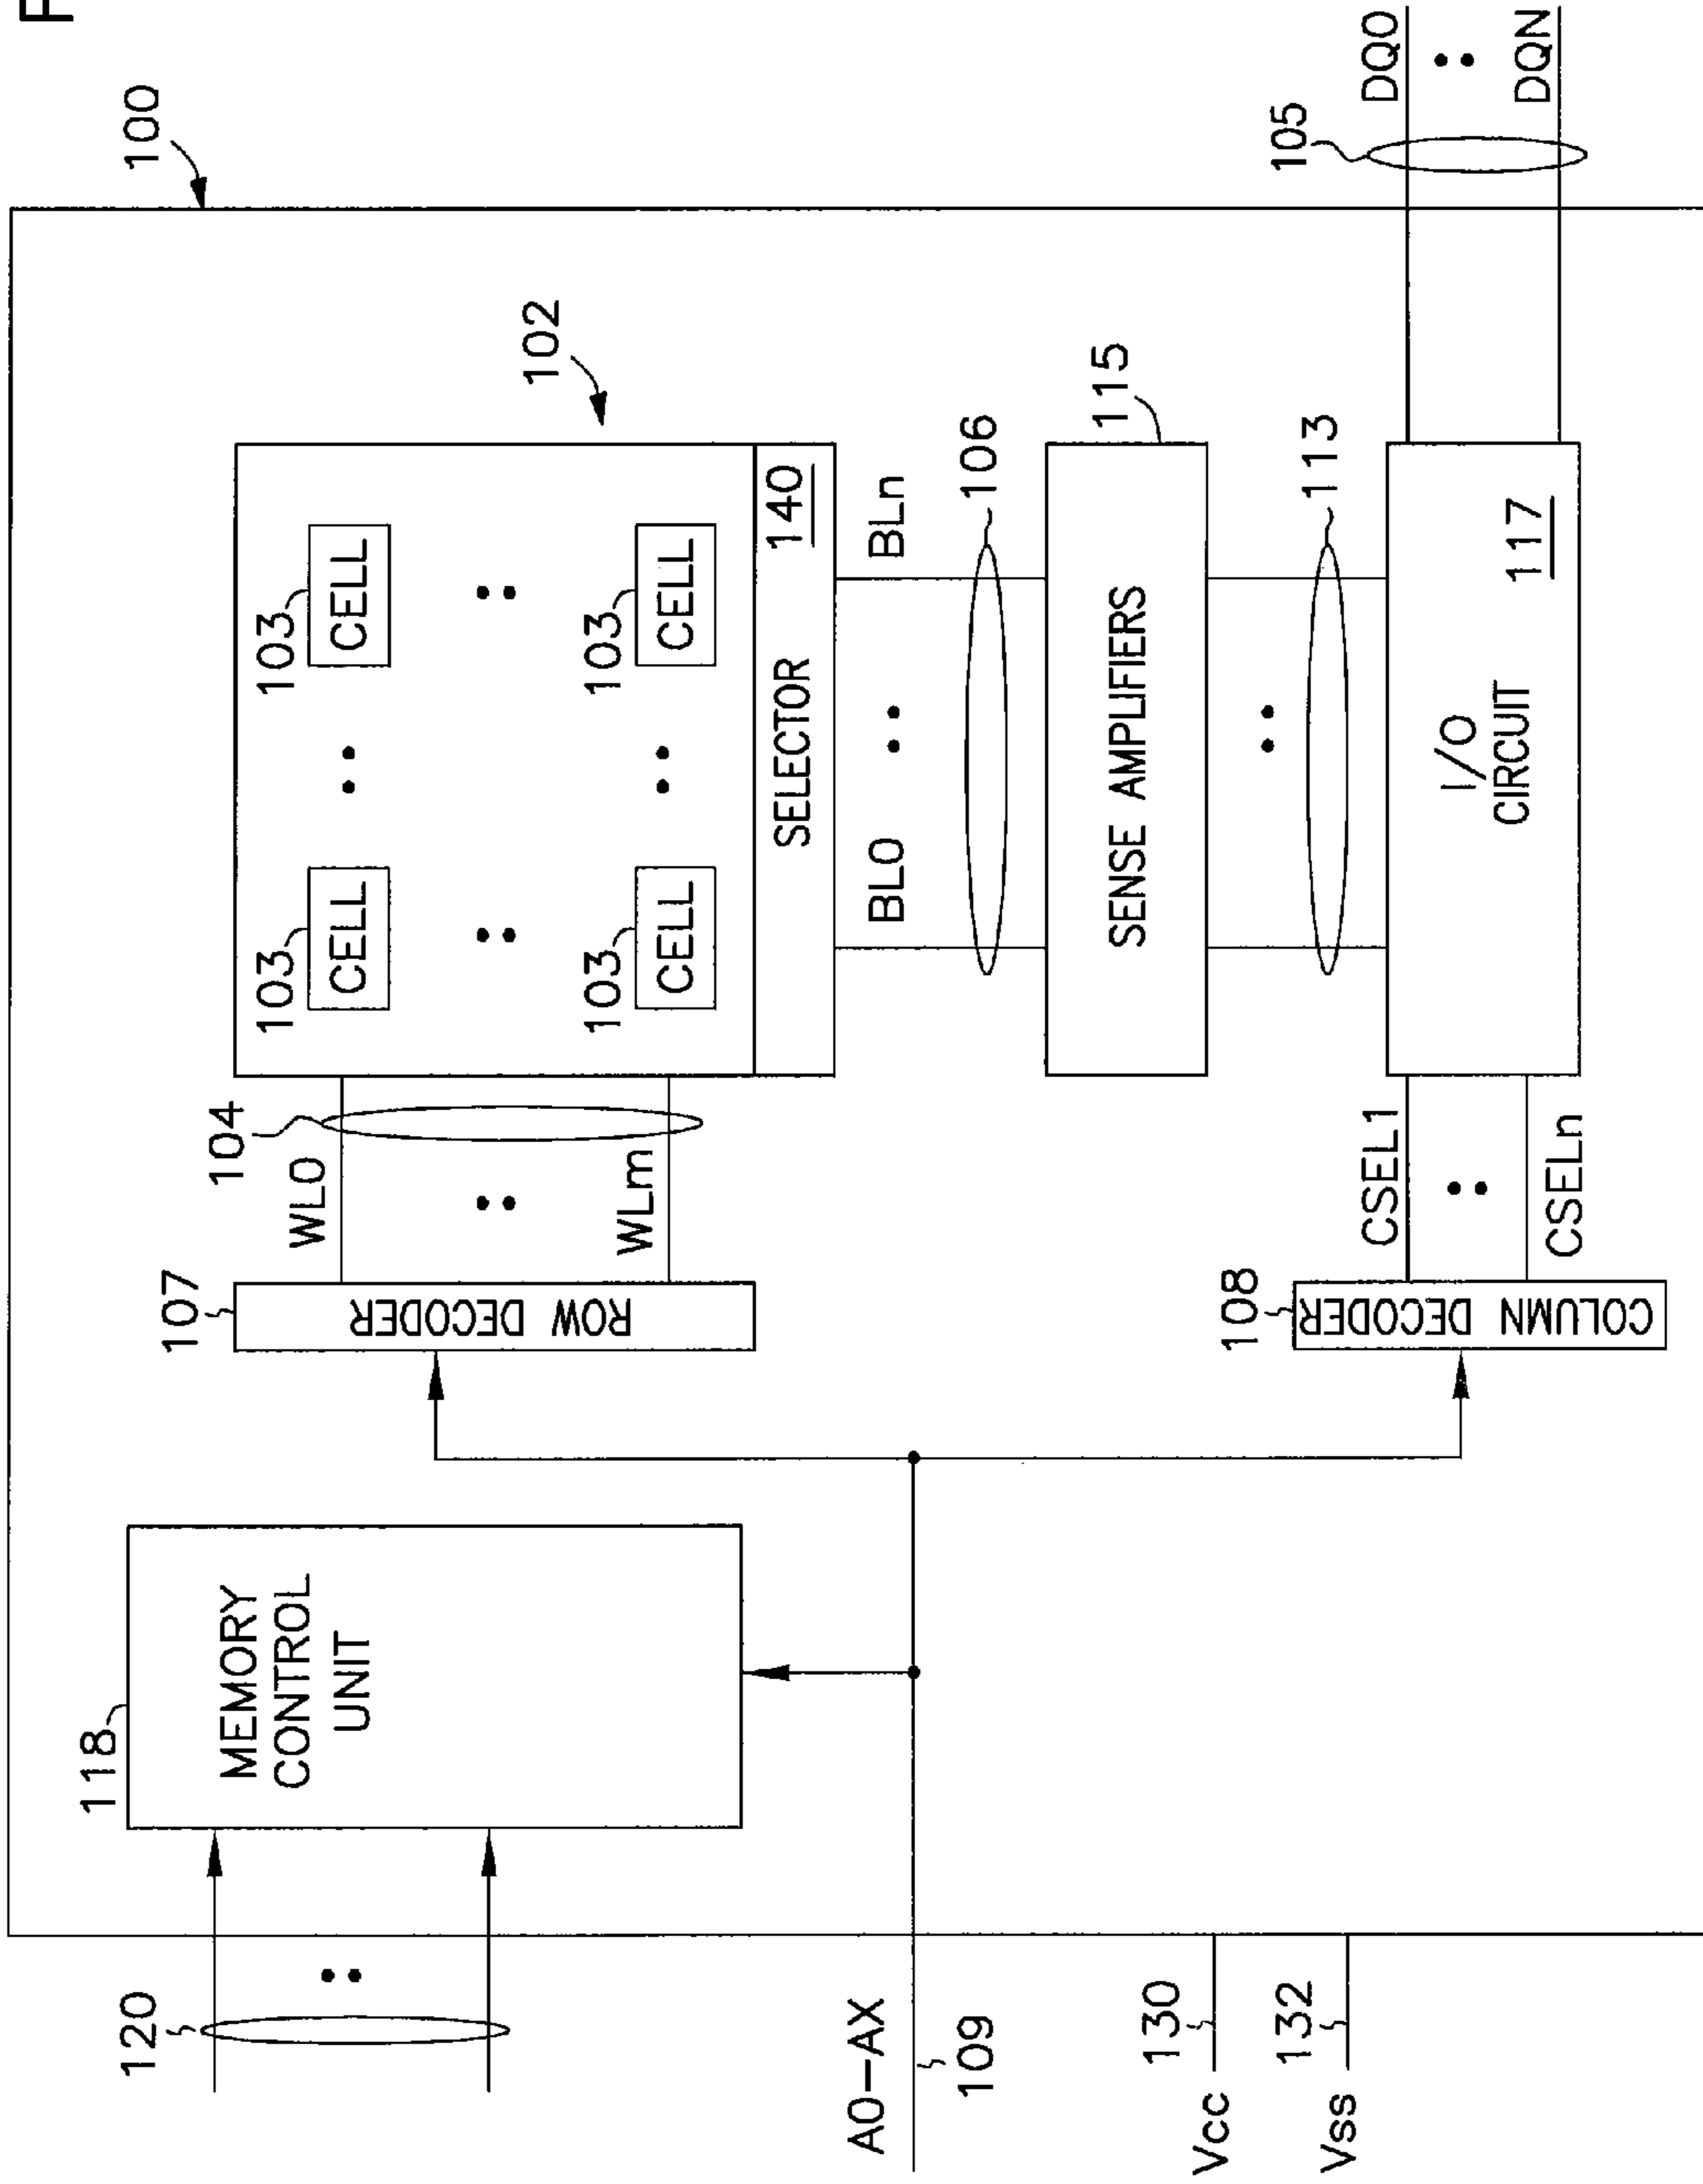 F
100
118
MEMORY
CONTROL
UNIT
120
107
ROW DECODER
104
WL0
WLm
102
103
CELL
103
CELL
103
CELL
103
CELL
SELECTOR
140
BL0
BLn
106
SENSE AMPLIFIERS
115
113
A0-AX
109
Vcc
130
Vss
132
108
COLUMN DECODER
CSEL1
CSELn
I/O
CIRCUIT
117
105
DQ0
DQN